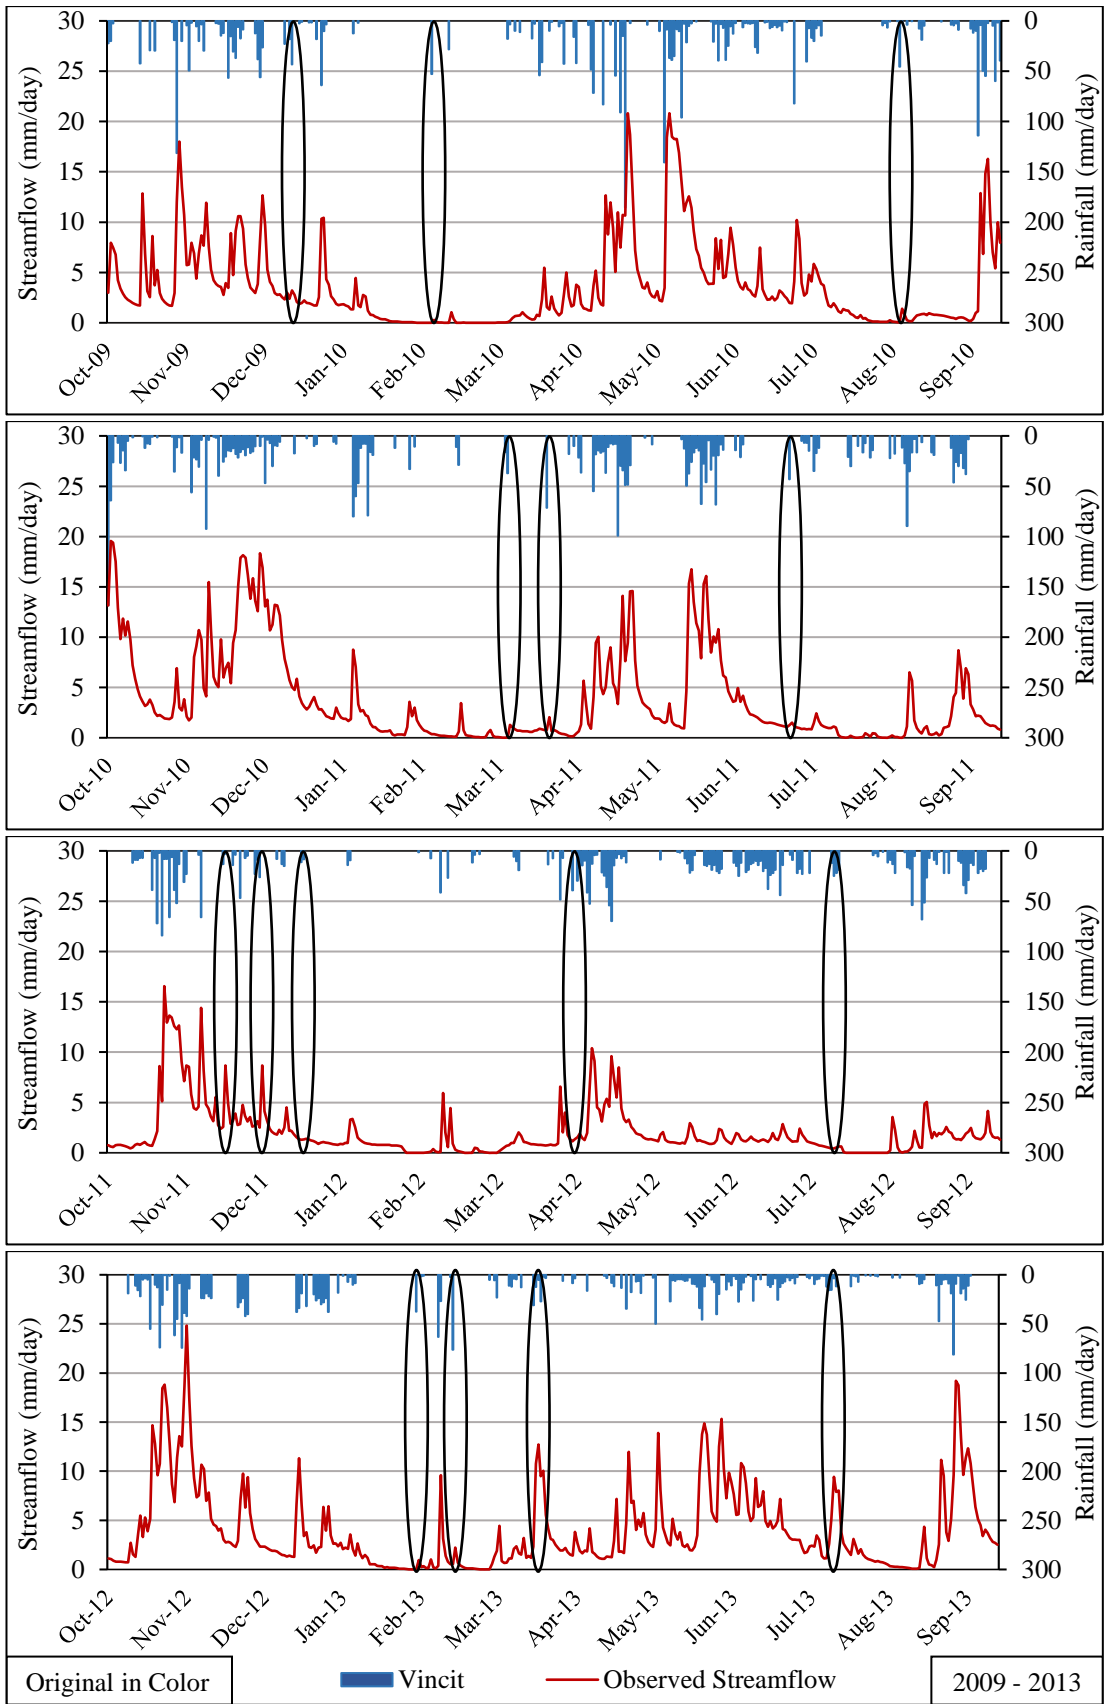 30 0
25 50
20 100
15 150
10 200
5 250
0 300
Streamflow (mm/day)
Rainfall (mm/day)
Oct-09 Nov-09 Dec-09 Jan-10 Feb-10 Mar-10 Apr-10 May-10 Jun-10 Jul-10 Aug-10 Sep-10
30 0
25 50
20 100
15 150
10 200
5 250
0 300
Streamflow (mm/day)
Rainfall (mm/day)
Oct-10 Nov-10 Dec-10 Jan-11 Feb-11 Mar-11 Apr-11 May-11 Jun-11 Jul-11 Aug-11 Sep-11
30 0
25 50
20 100
15 150
10 200
5 250
0 300
Streamflow (mm/day)
Rainfall (mm/day)
Oct-11 Nov-11 Dec-11 Jan-12 Feb-12 Mar-12 Apr-12 May-12 Jun-12 Jul-12 Aug-12 Sep-12
30 0
25 50
20 100
15 150
10 200
5 250
0 300
Streamflow (mm/day)
Rainfall (mm/day)
Oct-12 Nov-12 Dec-12 Jan-13 Feb-13 Mar-13 Apr-13 May-13 Jun-13 Jul-13 Aug-13 Sep-13
Original in Color Vincit Observed Streamflow 2009 - 2013